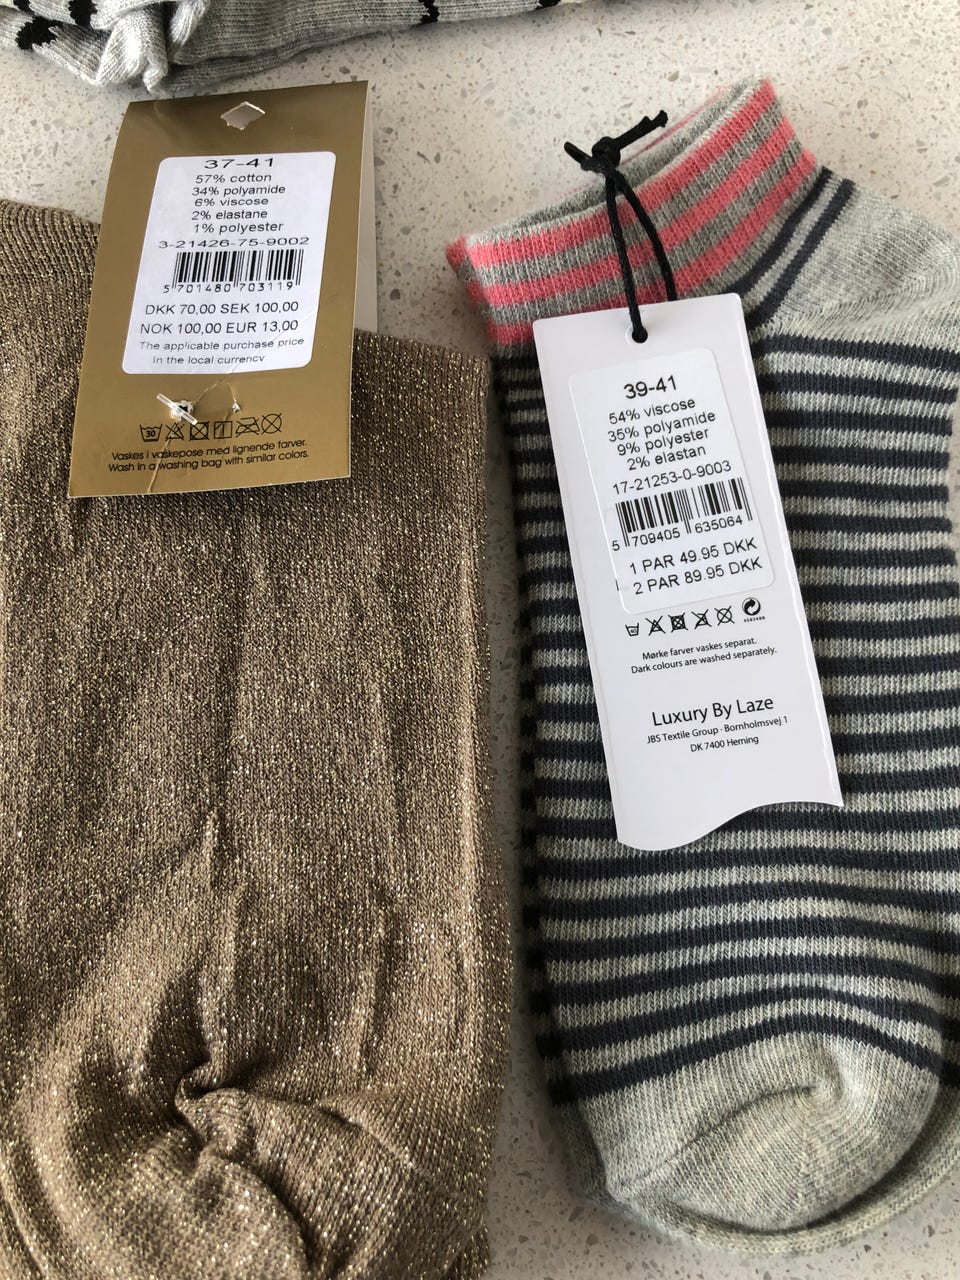 37-41
57% cotton
34% polyamide
6% viscose
2% elastane
1% polyester
3-21426-75-9002
5 701480 703119
DKK 70,00 SEK 100,00
NOK 100,00 EUR 13,00
The applicable purchase price
in the local currency
30
Vaskes i vaskepose med lignende farver.
Wash in a washing bag with similar colors.
39-41
54% viscose
35% polyamide
9% polyester
2% elastan
17-21253-0-9003
5 709405 635064
1 PAR 49.95 DKK
2 PAR 89.95 DKK
40
Mørke farver vaskes separat.
Dark colours are washed separately.
Luxury By Laze
JBS Textile Group · Bornholmsvej 1
DK 7400 Herning